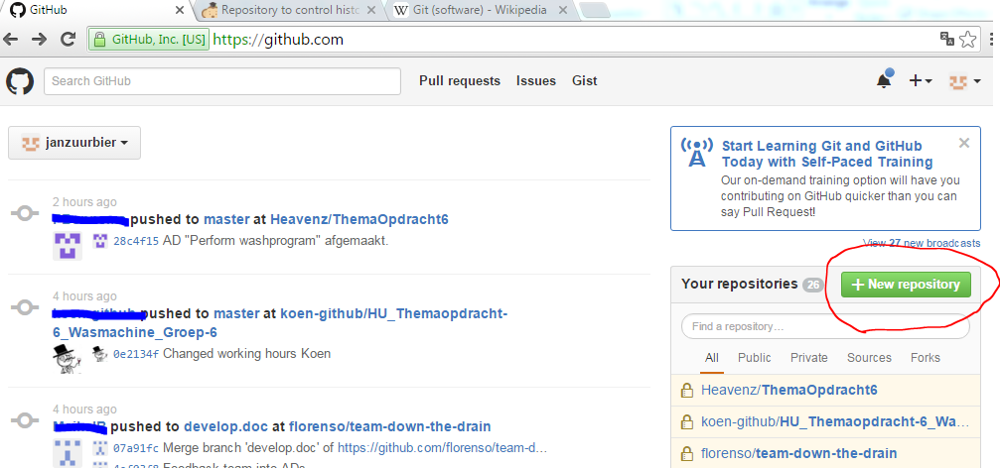 GitHub
Repository to control histo
Git (software) - Wikipedia
GitHub, Inc. [US] https://github.com
Search GitHub
Pull requests Issues Gist
janzuurbier
2 hours ago
pushed to master at Heavenz/ThemaOpdracht6
28c4f15 AD "Perform washprogram" afgemaakt.
4 hours ago
pushed to master at koen-github/HU_Themaopdracht-
6_Wasmachine_Groep-6
0e2134f Changed working hours Koen
4 hours ago
pushed to develop.doc at florenso/team-down-the-drain
07a91fc Merge branch 'develop.doc' of https://github.com/florenso/team-d…
Feedback team into ADs
Start Learning Git and GitHub
Today with Self-Paced Training
Our on-demand training option will have you
contributing on GitHub quicker than you can
say Pull Request!
View 27 new broadcasts
Your repositories 26
New repository
Find a repository…
All Public Private Sources Forks
Heavenz/ThemaOpdracht6
koen-github/HU_Themaopdracht-6_Wa…
florenso/team-down-the-drain